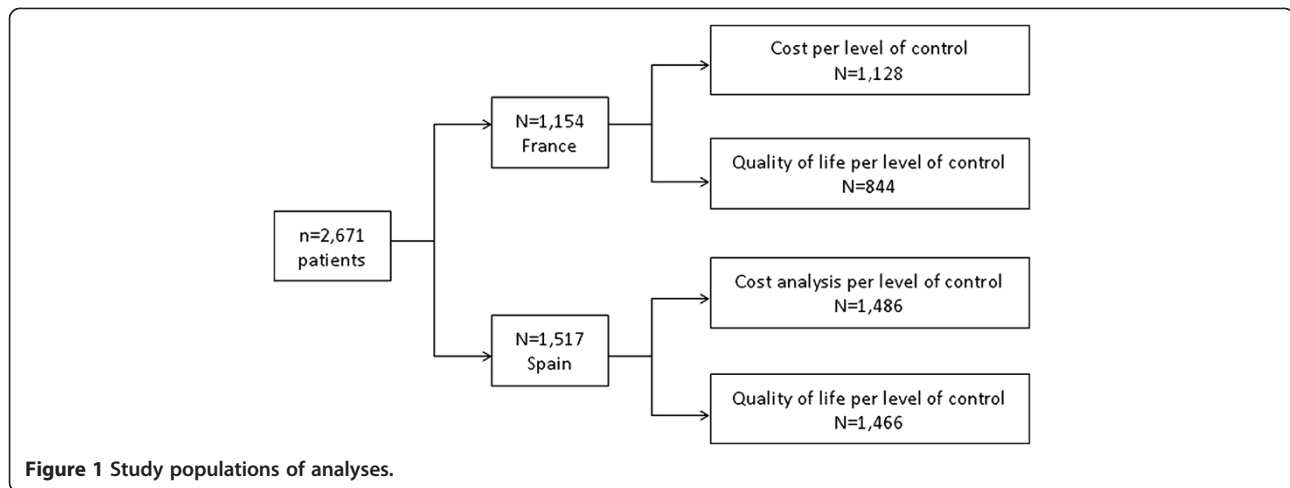 n=2,671
patients
N=1,154
France
N=1,517
Spain
Cost per level of control
N=1,128
Quality of life per level of control
N=844
Cost analysis per level of control
N=1,486
Quality of life per level of control
N=1,466
Figure 1 Study populations of analyses.